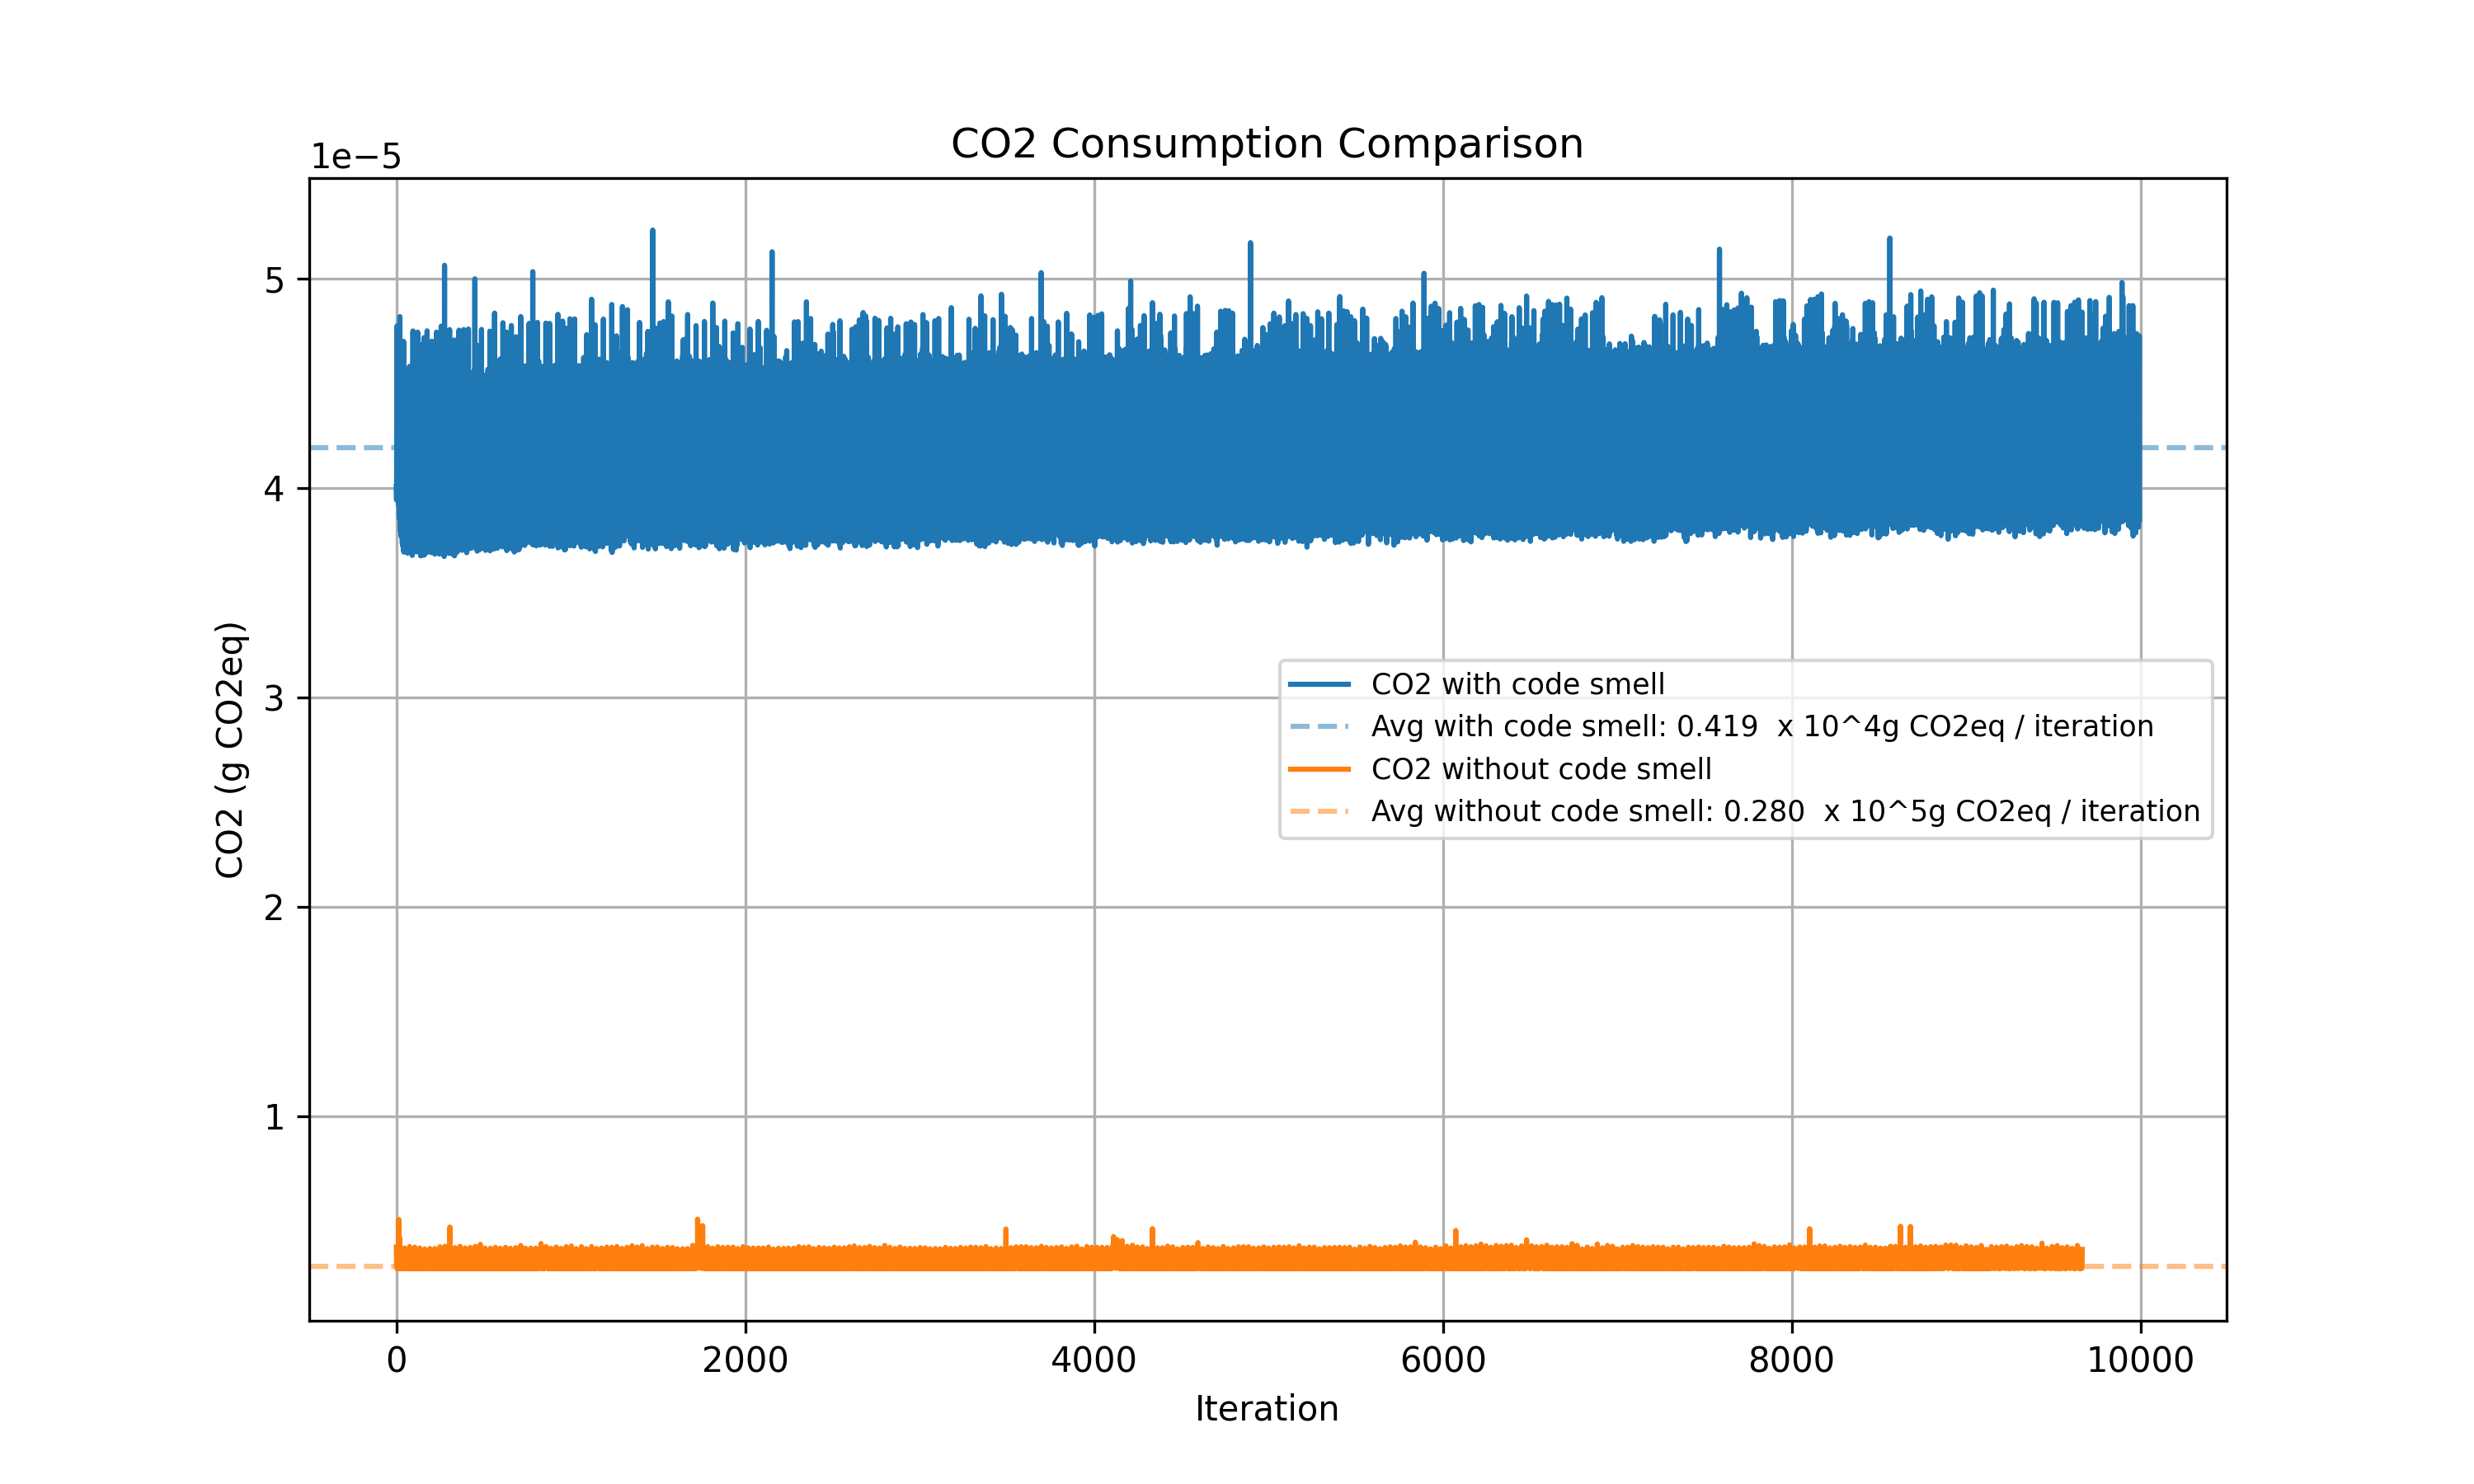 CO2 Consumption Comparison
1e−5
5
4
3
2
1
CO2 (g CO2eq)
CO2 with code smell
Avg with code smell: 0.419  x 10^4g CO2eq / iteration
CO2 without code smell
Avg without code smell: 0.280  x 10^5g CO2eq / iteration
0 2000 4000 6000 8000 10000
Iteration